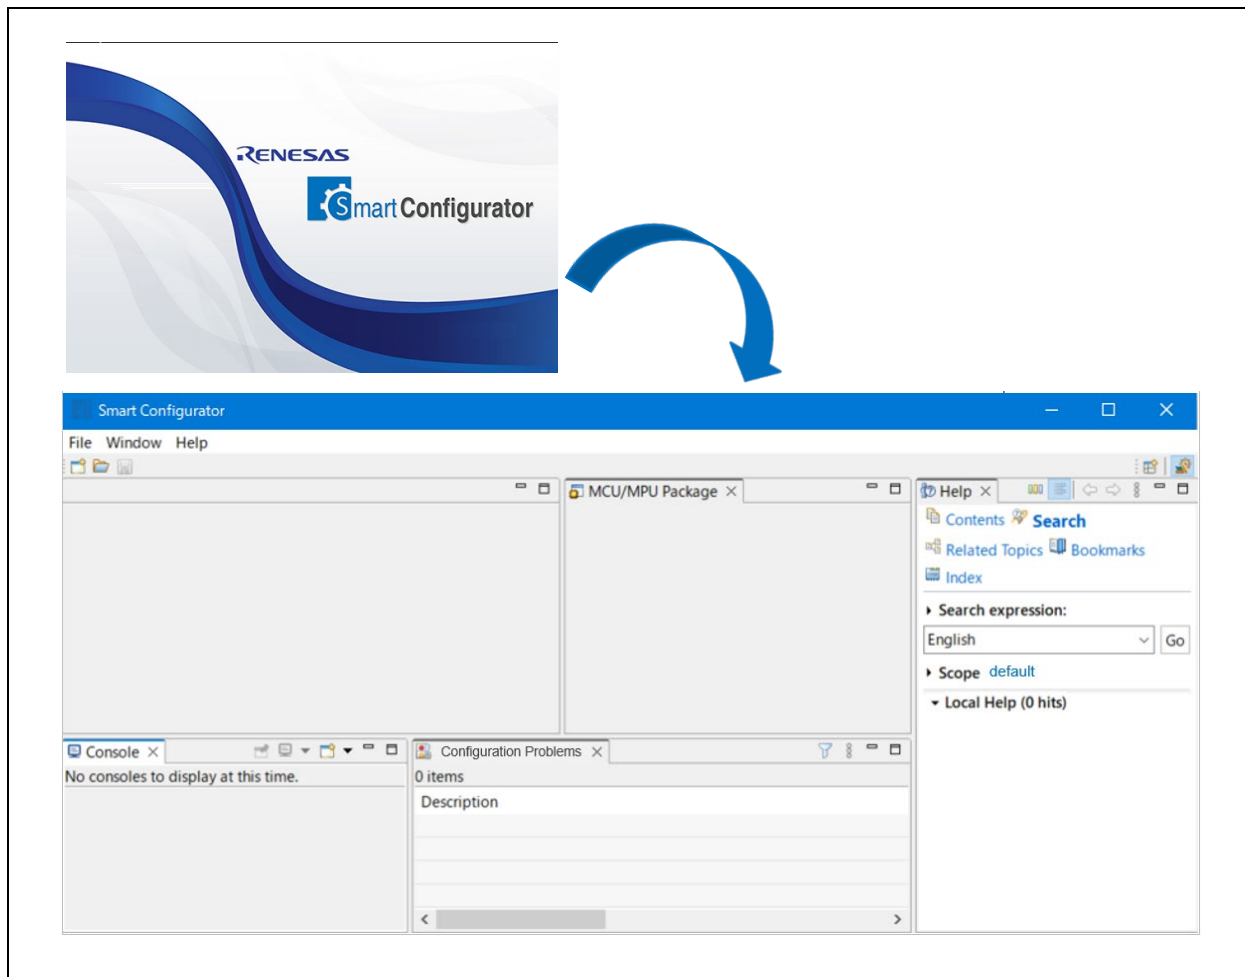 RENESAS
Smart Configurator
Smart Configurator
File Window Help
MCU/MPU Package
Help
Contents Search
Related Topics Bookmarks
Index
Search expression:
English Go
Scope default
Local Help (0 hits)
Console
No consoles to display at this time.
Configuration Problems
0 items
Description